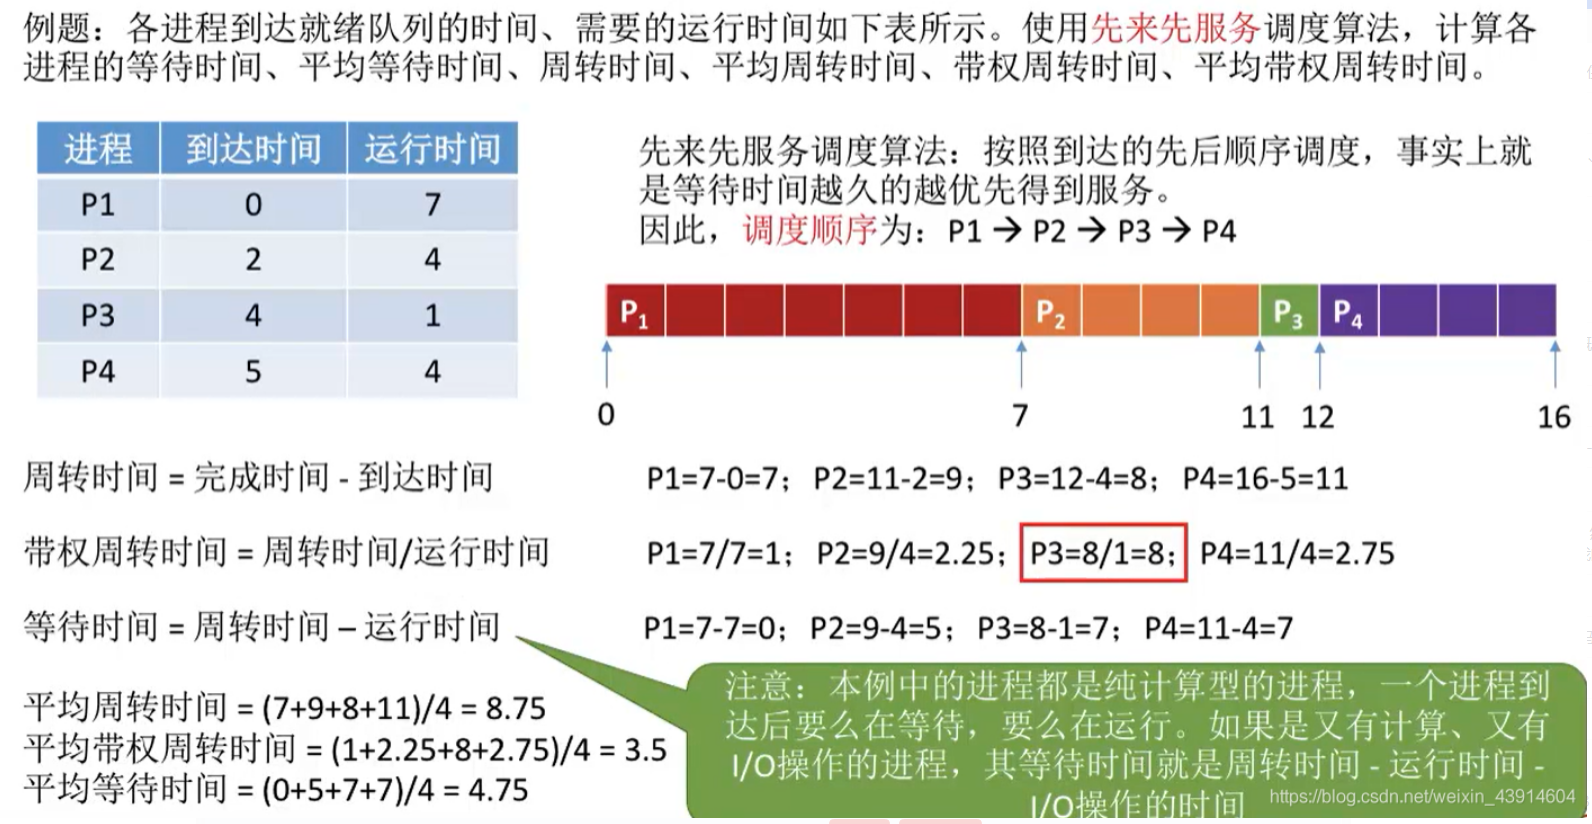 例题：各进程到达就绪队列的时间、需要的运行时间如下表所示。使用先来先服务调度算法，计算各
进程的等待时间、平均等待时间、周转时间、平均周转时间、带权周转时间、平均带权周转时间。
进程 到达时间 运行时间
P1 0 7
P2 2 4
P3 4 1
P4 5 4
先来先服务调度算法：按照到达的先后顺序调度，事实上就
是等待时间越久的越优先得到服务。
因此，调度顺序为：P1 → P2 → P3 → P4
P1 P2 P3 P4
0 7 11 12 16
周转时间 = 完成时间 - 到达时间
P1=7-0=7；P2=11-2=9；P3=12-4=8；P4=16-5=11
带权周转时间 = 周转时间/运行时间
P1=7/7=1；P2=9/4=2.25；P3=8/1=8；P4=11/4=2.75
等待时间 = 周转时间 – 运行时间
P1=7-7=0；P2=9-4=5；P3=8-1=7；P4=11-4=7
平均周转时间 = (7+9+8+11)/4 = 8.75
平均带权周转时间 = (1+2.25+8+2.75)/4 = 3.5
平均等待时间 = (0+5+7+7)/4 = 4.75
注意：本例中的进程都是纯计算型的进程，一个进程到
达后要么在等待，要么在运行。如果是又有计算、又有
I/O操作的进程，其等待时间就是周转时间 - 运行时间 -
I/O操作的时间
https://blog.csdn.net/weixin_43914604